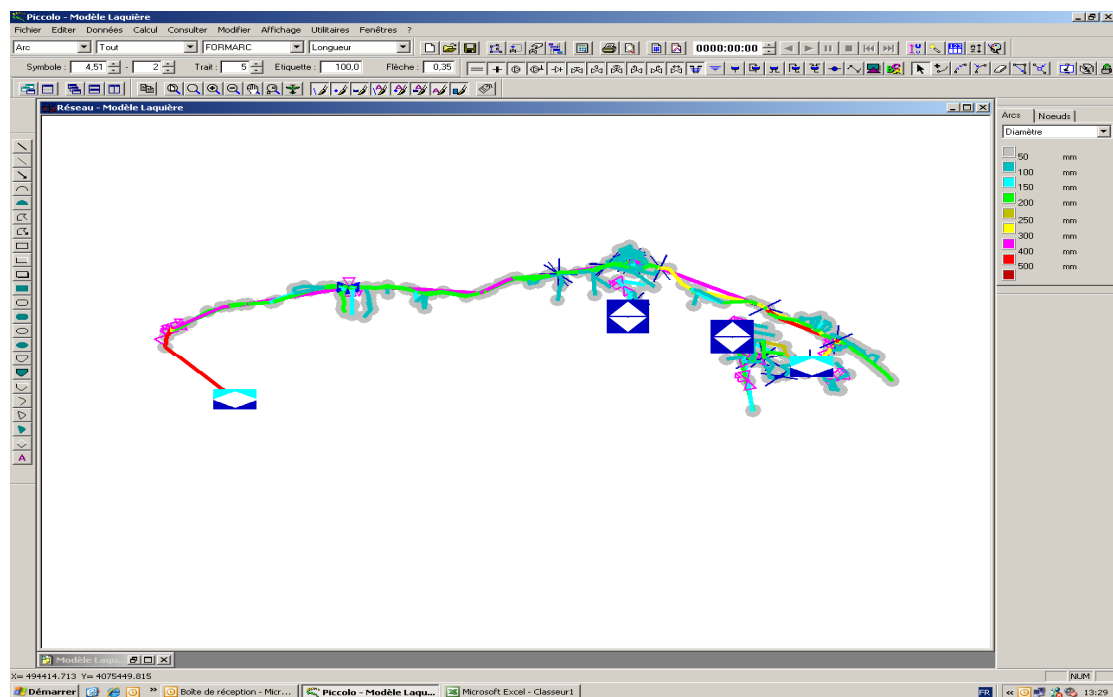 Piccolo - Modèle Laquière
Fichier Editer Données Calcul Consulter Modifier Affichage Utilitaires Fenêtres ?
Arc Tout FORMARC Longueur 0000:00:00
Symbole : 4,51 - 2 Trait : 5 Etiquette : 100,0 Flèche : 0,35
Réseau - Modèle Laquière
Arcs Noeuds
Diamètre
50 mm
100 mm
150 mm
200 mm
250 mm
300 mm
400 mm
500 mm
A
Modèle Laqu...
X= 494414.713 Y= 4075449.815 NUM
Démarrer » Boîte de réception - Micr... Piccolo - Modèle Laqu... Microsoft Excel - Classeur1 FR « 13:29